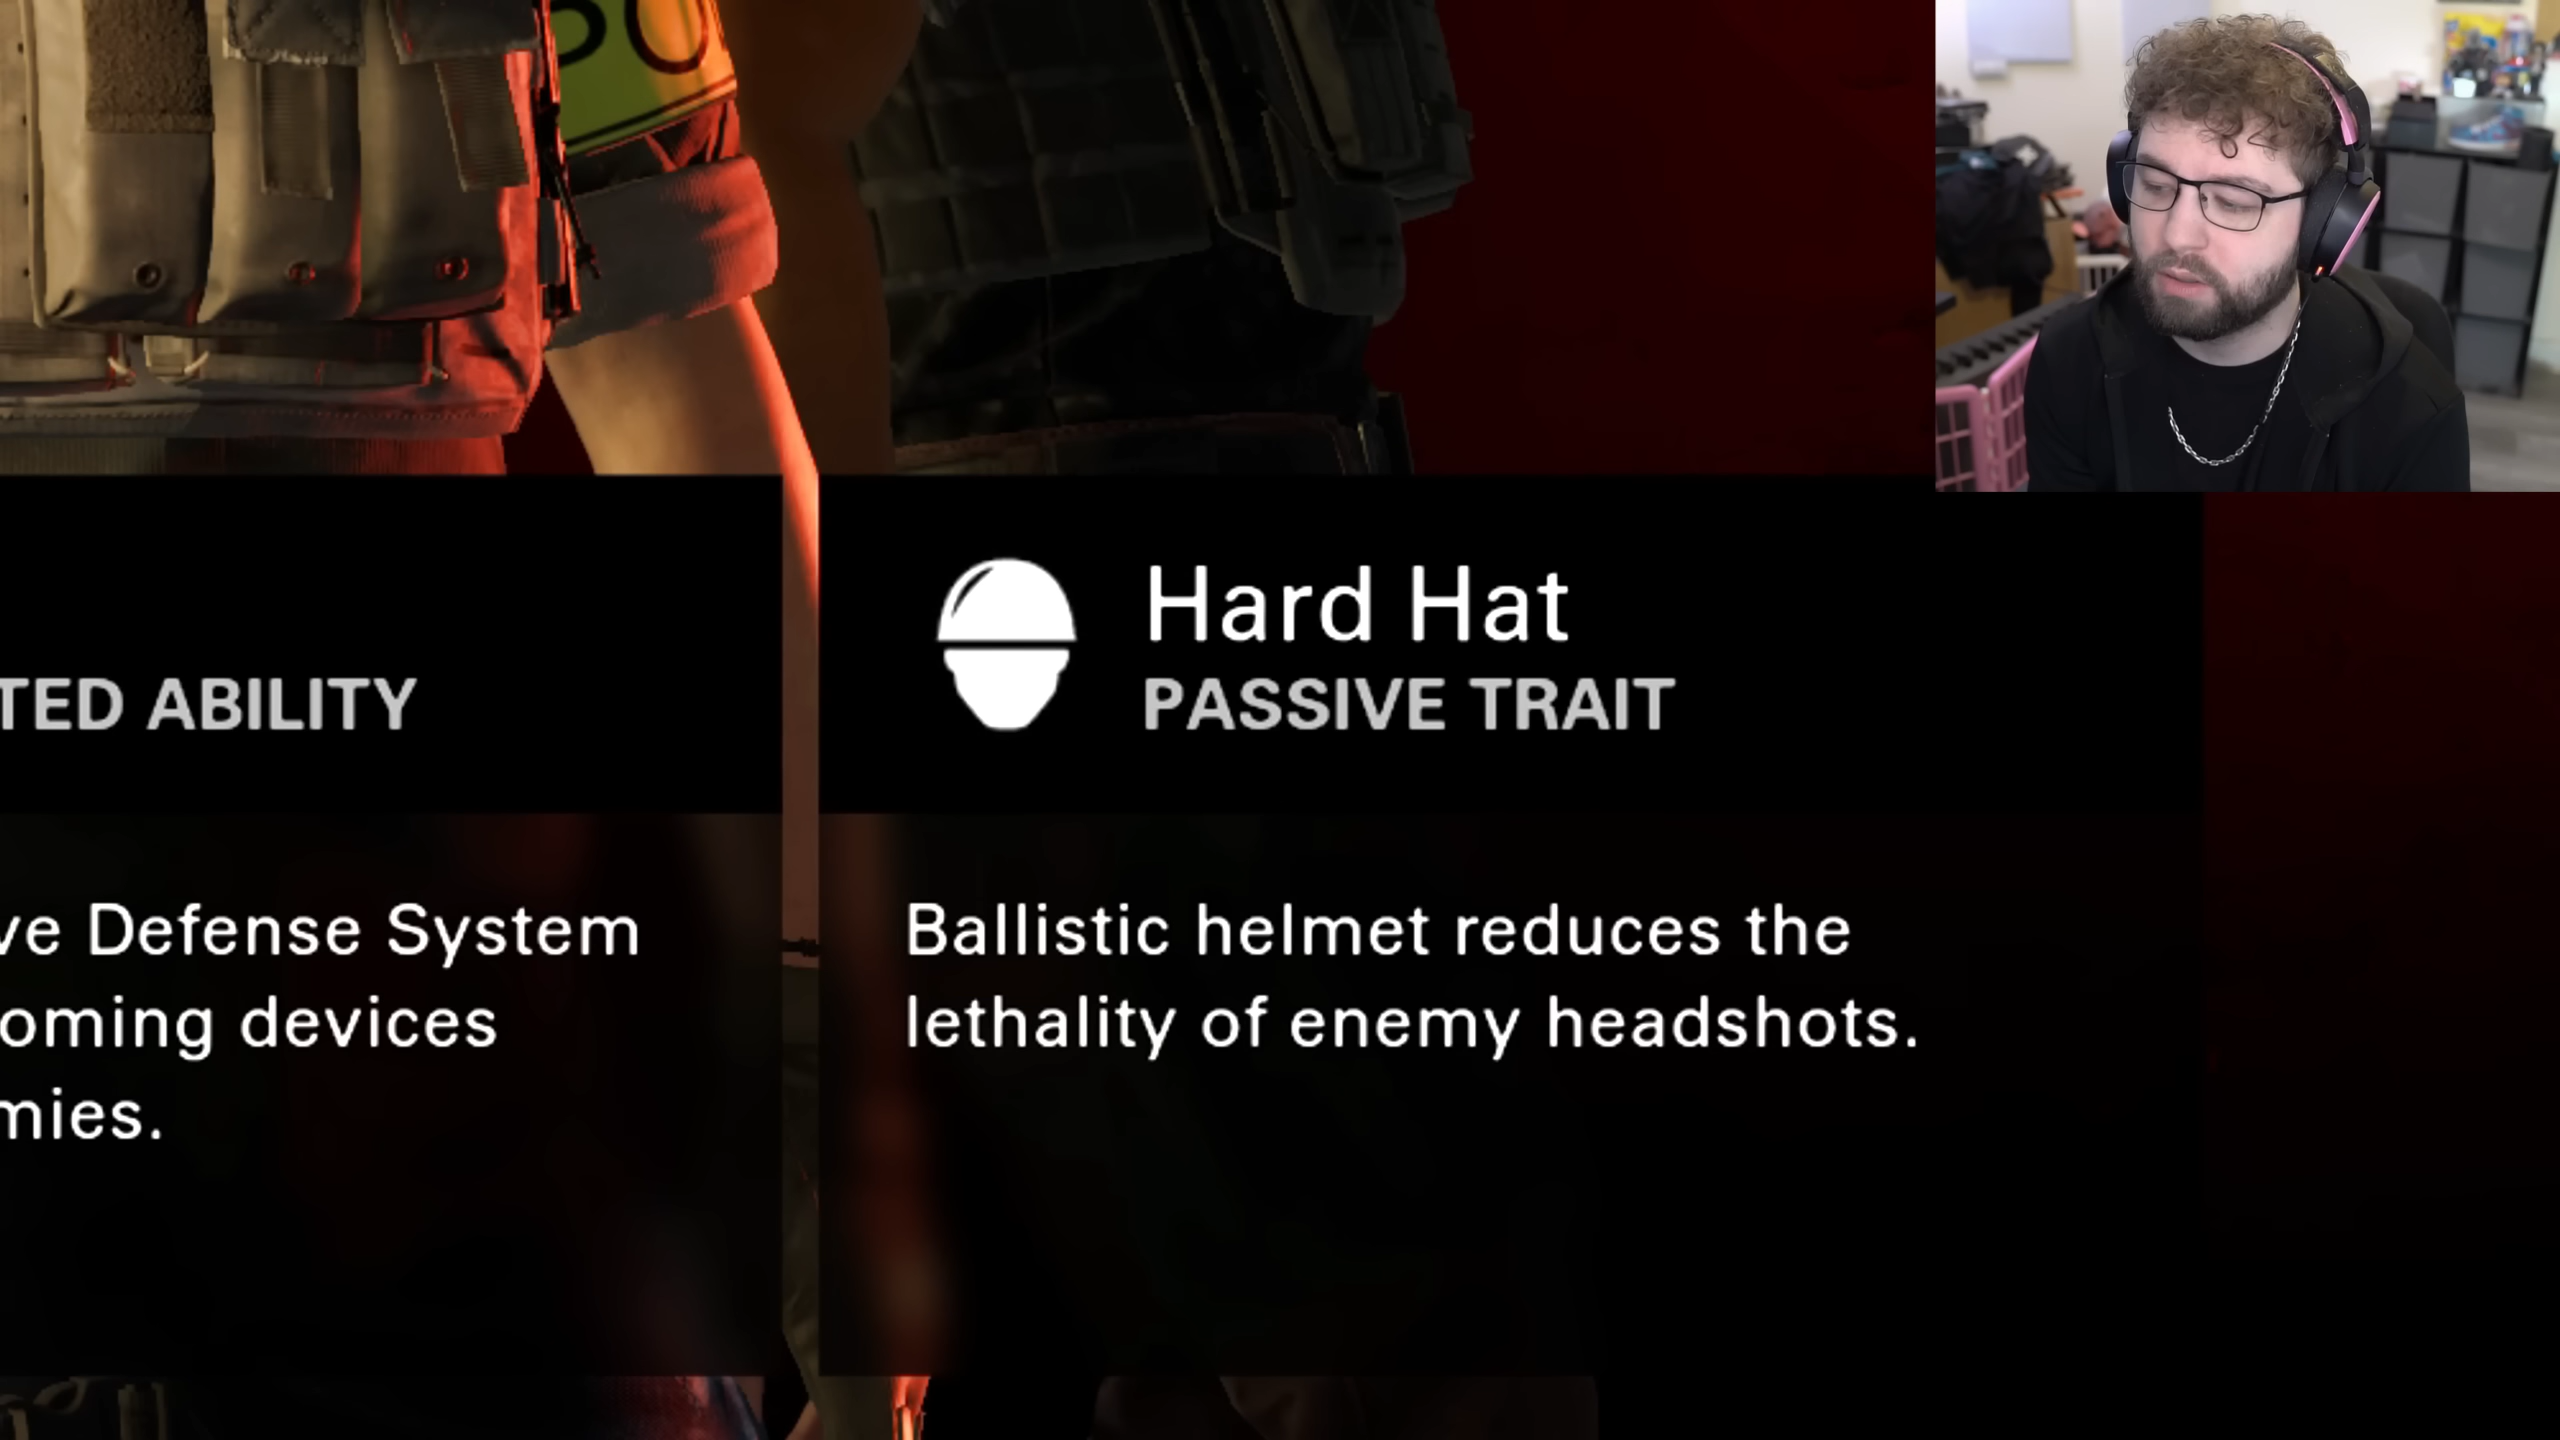 TED ABILITY
ve Defense System
oming devices
mies.
Hard Hat
PASSIVE TRAIT
Ballistic helmet reduces the
lethality of enemy headshots.